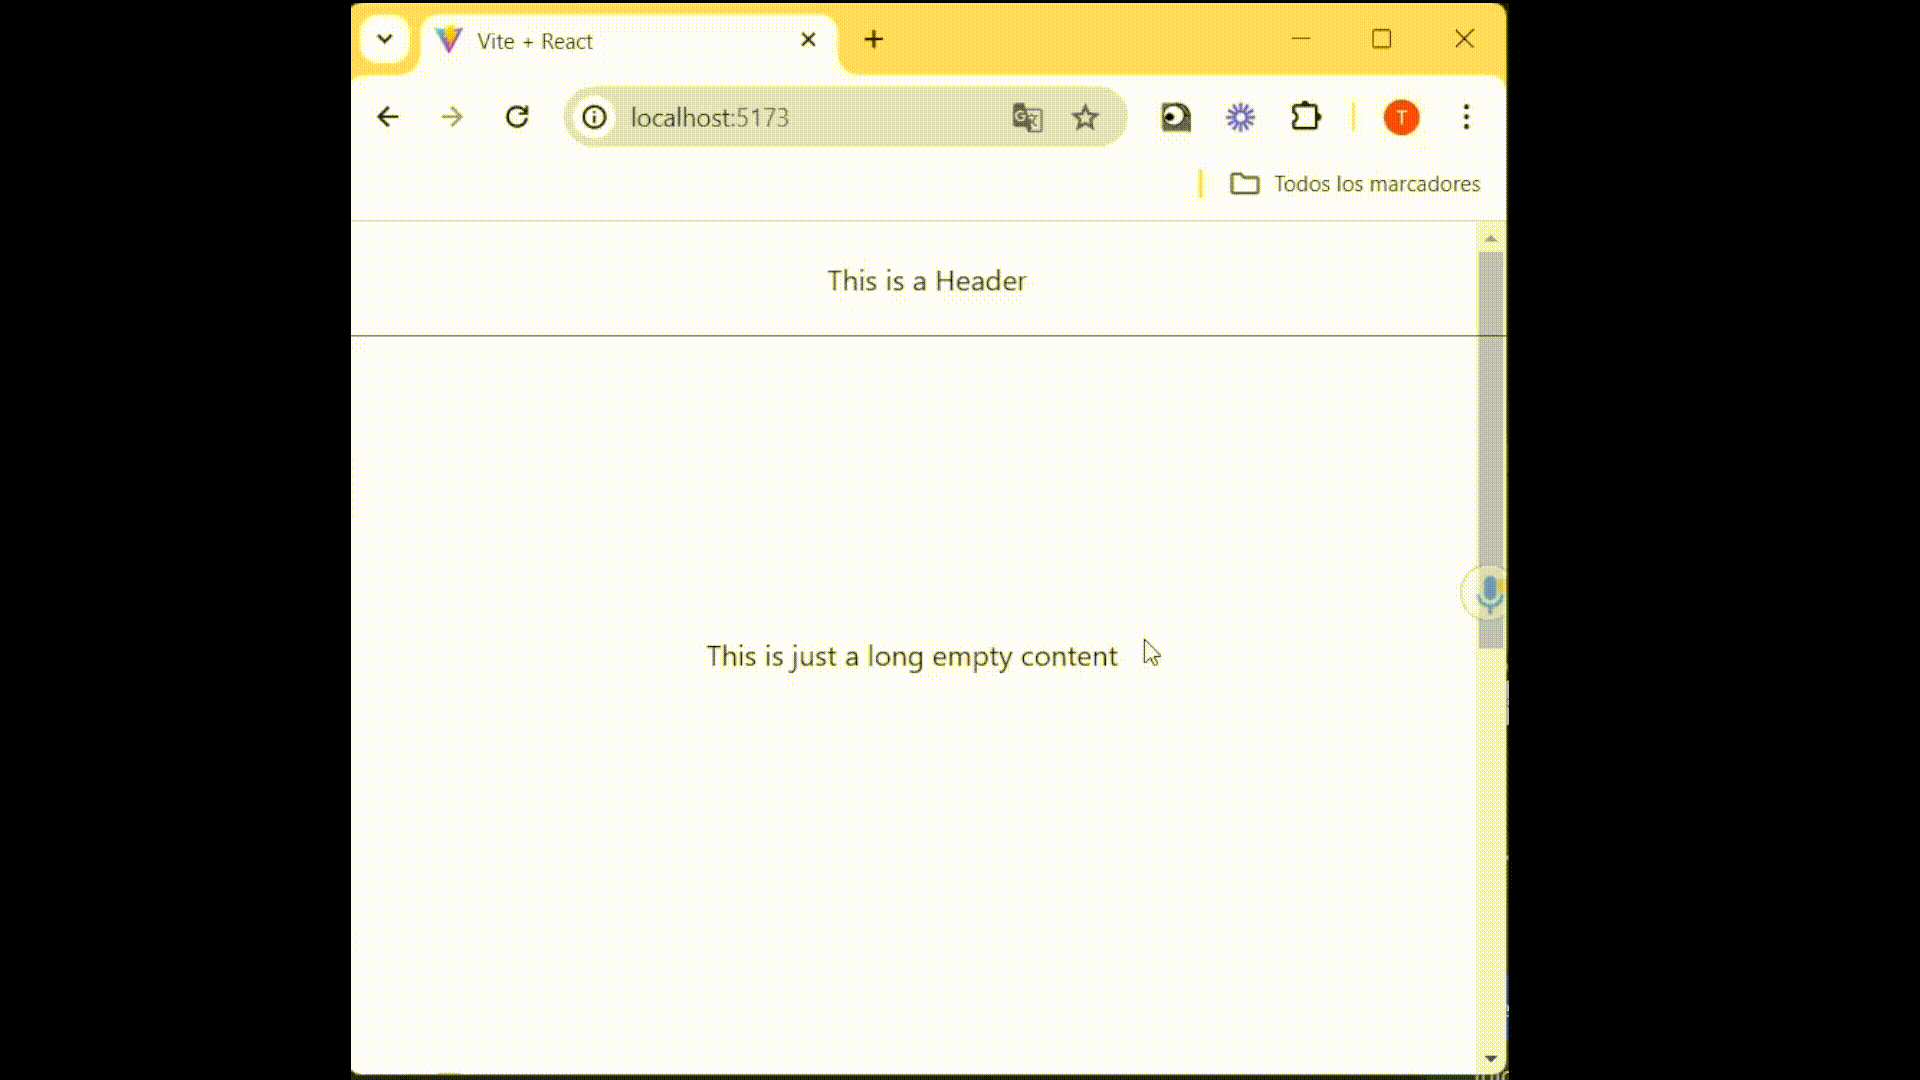 Vite + React
localhost:5173
T
Todos los marcadores
This is a Header
This is just a long empty content